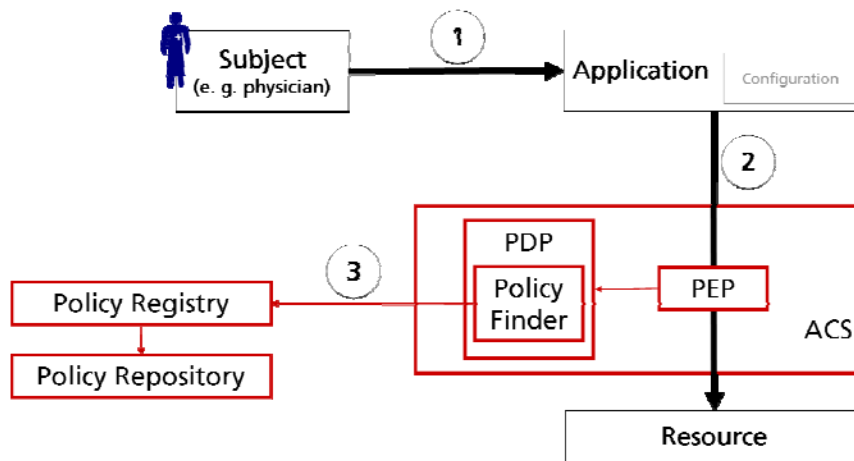 1
Subject
(e. g. physician)
Application
Configuration
2
PDP
3
Policy
Finder
PEP
Policy Registry
ACS
Policy Repository
Resource